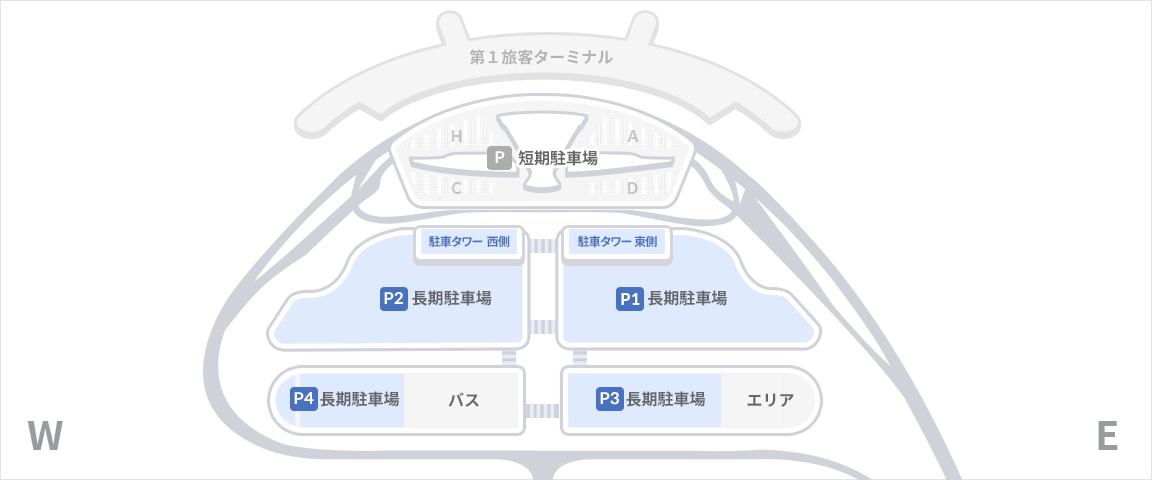 第１旅客ターミナル
H
A
P 短期駐車場
C
D
駐車タワー 西側
駐車タワー 東側
P2 長期駐車場
P1 長期駐車場
P4 長期駐車場
バス
P3 長期駐車場
エリア
W
E